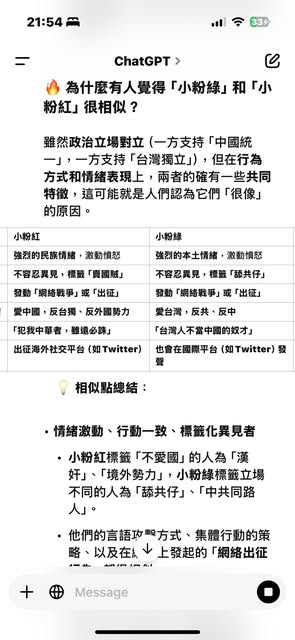 21:54
33
ChatGPT >
🔥 為什麼有人覺得「小粉綠」和「小
粉紅」很相似？
雖然政治立場對立（一方支持「中國統
一」，一方支持「台灣獨立」），但在行為
方式和情緒表現上，兩者的確有一些共同
特徵，這可能就是人們認為它們「很像」
的原因。
小粉紅 小粉綠
強烈的民族情緒，激動憤怒 強烈的本土情緒，激動憤怒
不容忍異見，標籤「賣國賊」 不容忍異見，標籤「舔共仔」
發動「網絡戰爭」或「出征」 發動「網絡戰爭」或「出征」
愛中國，反台獨、反外國勢力 愛台灣，反共、反中
「犯我中華者，雖遠必誅」 「台灣人不當中國的奴才」
出征海外社交平台（如Twitter） 也會在國際平台（如Twitter）發
聲
💡 相似點總結：
• 情緒激動、行動一致、標籤化異見者
• 小粉紅標籤「不愛國」的人為「漢
奸」、「境外勢力」，小粉綠標籤立場
不同的人為「舔共仔」、「中共同路
人」。
• 他們的言語攻擊方式、集體行動的策
略、以及在 上發起的「網絡出征
Message